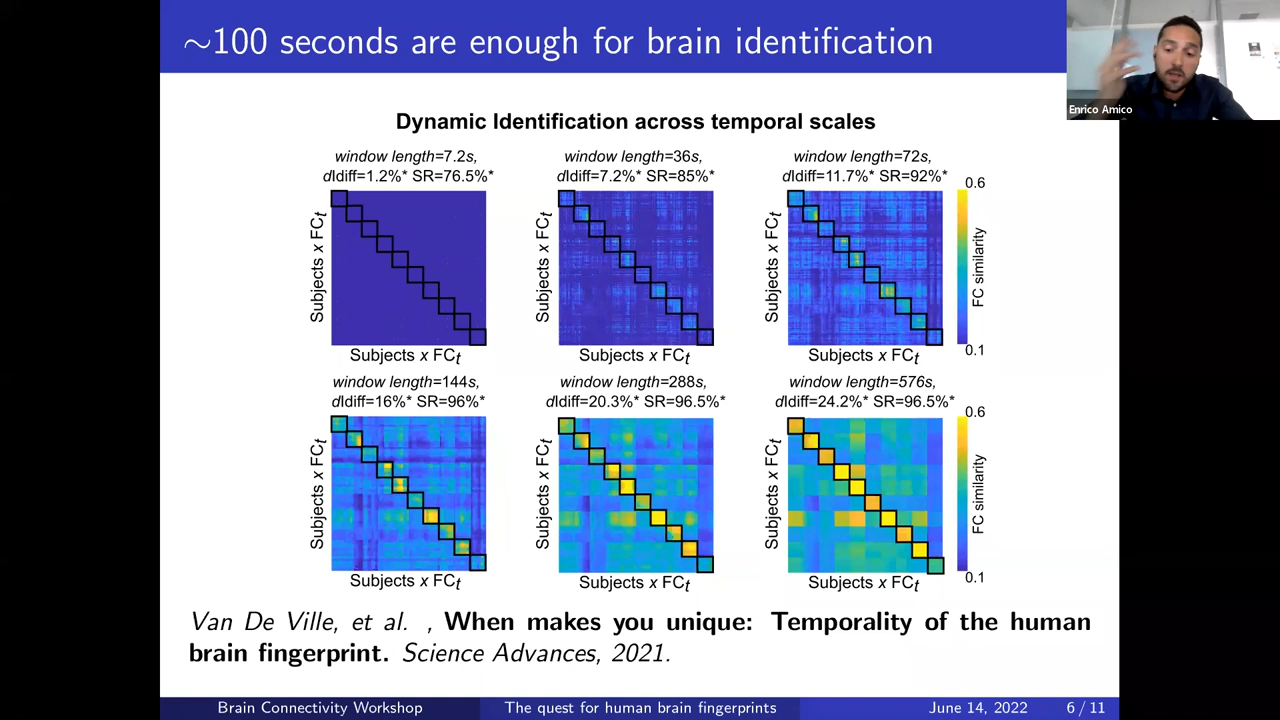 ~100 seconds are enough for brain identification
Enrico Amico
Dynamic Identification across temporal scales
window length=7.2s,
dIdiff=1.2%* SR=76.5%*
Subjects x FCt
Subjects x FCt
window length=36s,
dIdiff=7.2%* SR=85%*
Subjects x FCt
Subjects x FCt
window length=72s,
dIdiff=11.7%* SR=92%*
Subjects x FCt
Subjects x FCt
0.6
FC similarity
0.1
window length=144s,
dIdiff=16%* SR=96%*
Subjects x FCt
Subjects x FCt
window length=288s,
dIdiff=20.3%* SR=96.5%*
Subjects x FCt
Subjects x FCt
window length=576s,
dIdiff=24.2%* SR=96.5%*
Subjects x FCt
Subjects x FCt
0.6
FC similarity
0.1
Van De Ville, et al. , When makes you unique: Temporality of the human
brain fingerprint. Science Advances, 2021.
Brain Connectivity Workshop
The quest for human brain fingerprints
June 14, 2022
6 / 11